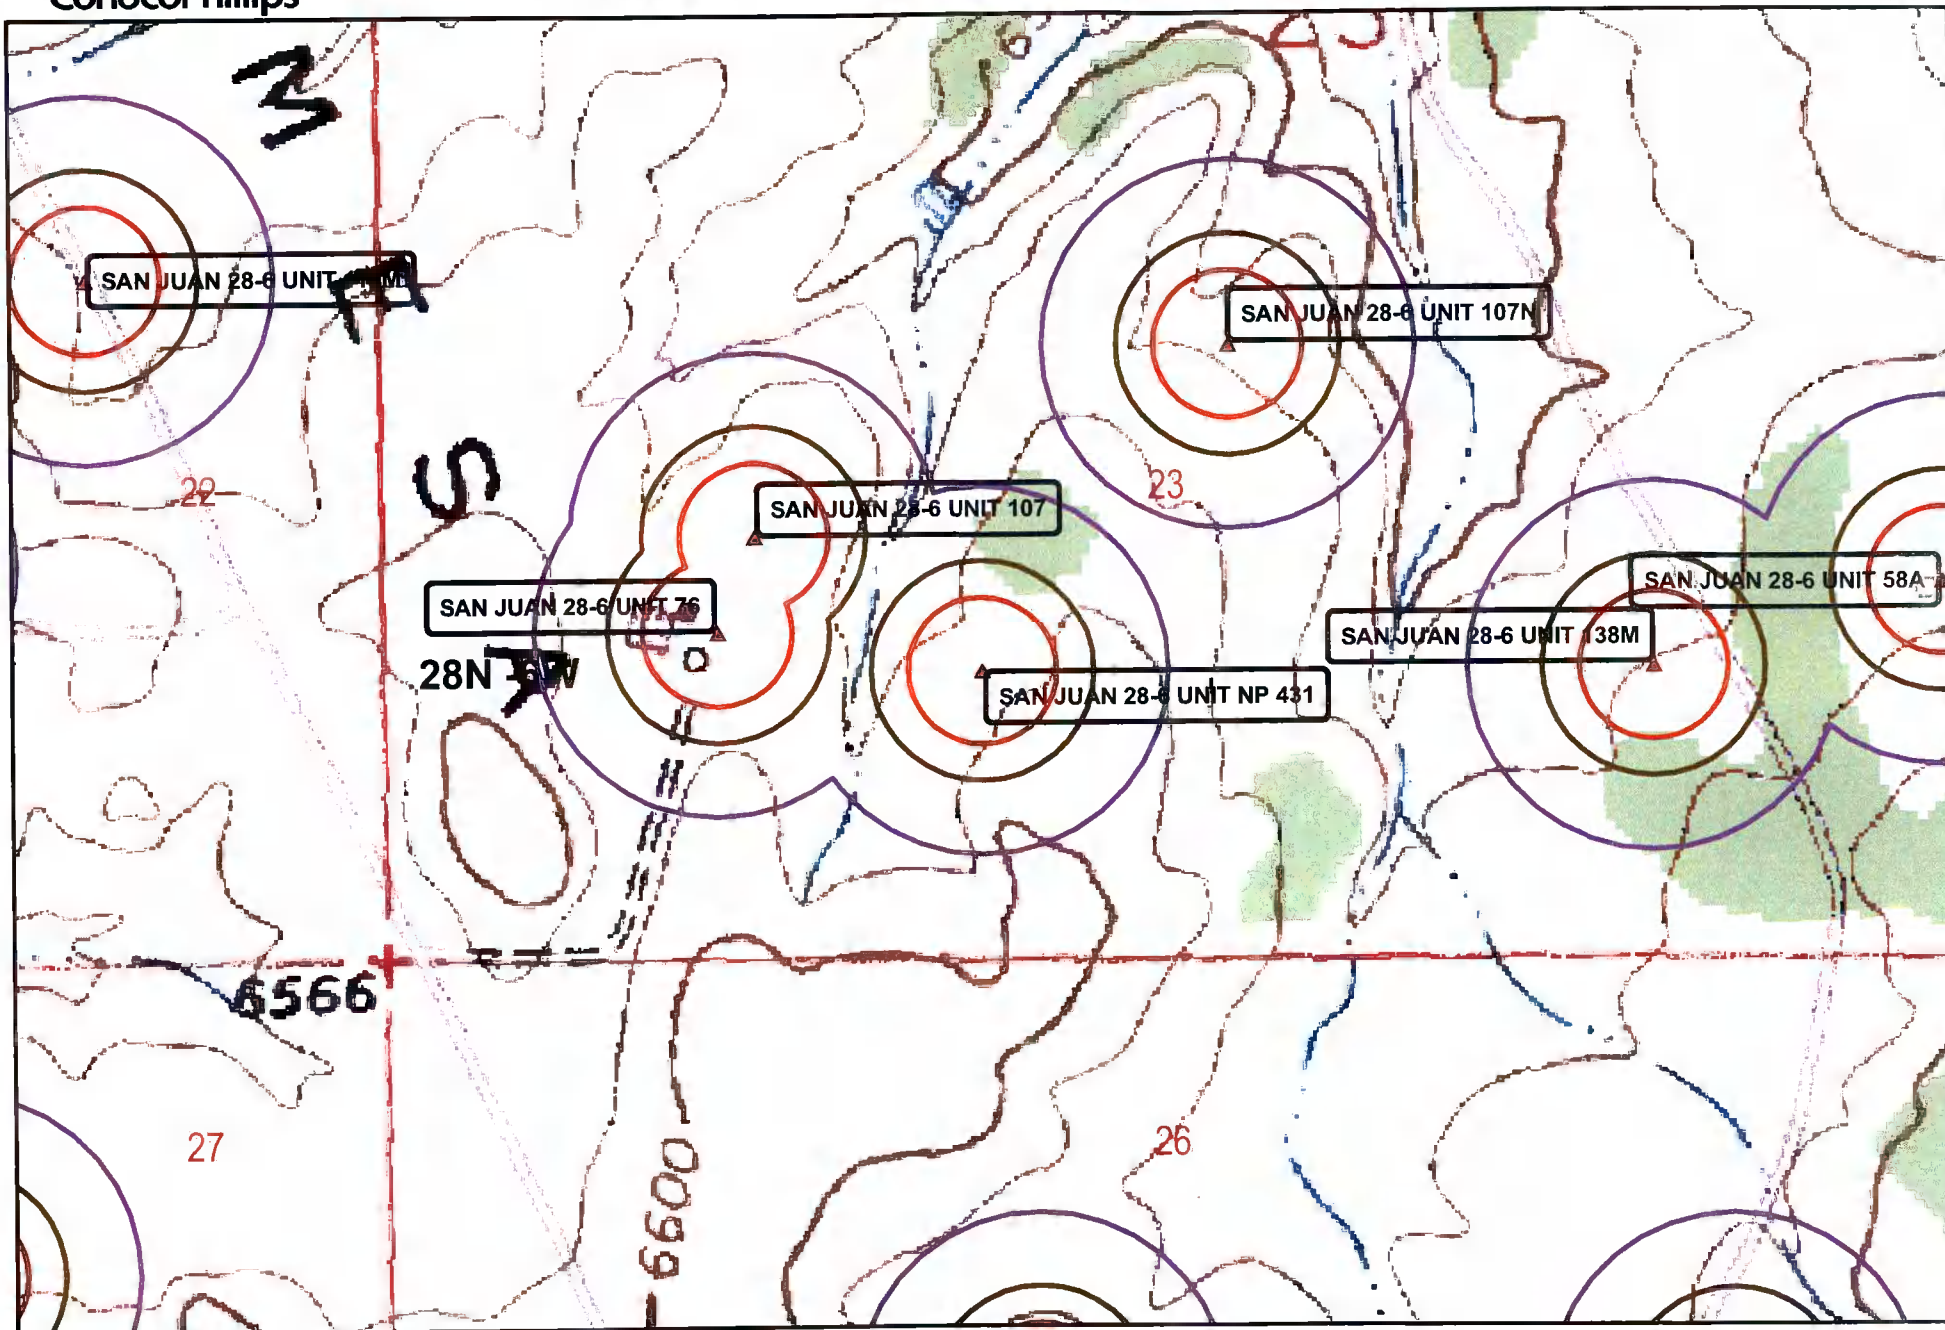 ConocoPhillips
M
SAN JUAN 28-6 UNIT
SAN JUAN 28-6 UNIT 107N
22
S
23
SAN JUAN 28-6 UNIT 107
SAN JUAN 28-6 UNIT 58A
SAN JUAN 28-6 UNIT 76
SAN JUAN 28-6 UNIT 138M
28N 6W
SAN JUAN 28-6 UNIT NP 431
6566
27
26
6600